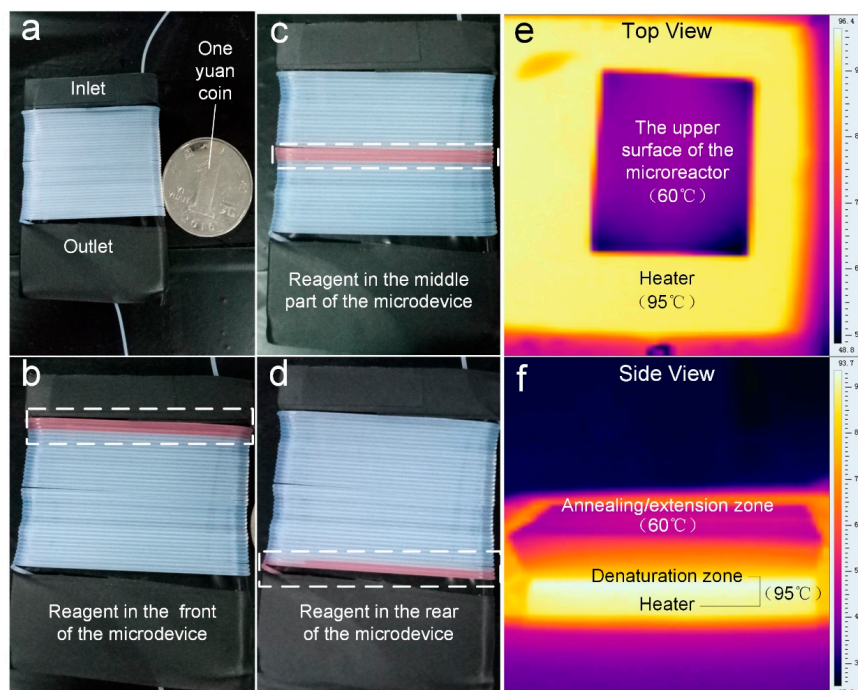 a
Inlet
One
yuan
coin
Outlet
b
Reagent in the front
of the microdevice
c
Reagent in the middle
part of the microdevice
d
Reagent in the rear
of the microdevice
e
Top View
The upper
surface of the
microreactor
（60℃）
Heater
（95℃）
96.4
48.8
f
Side View
Annealing/extension zone
（60℃）
Denaturation zone
Heater
（95℃）
93.7